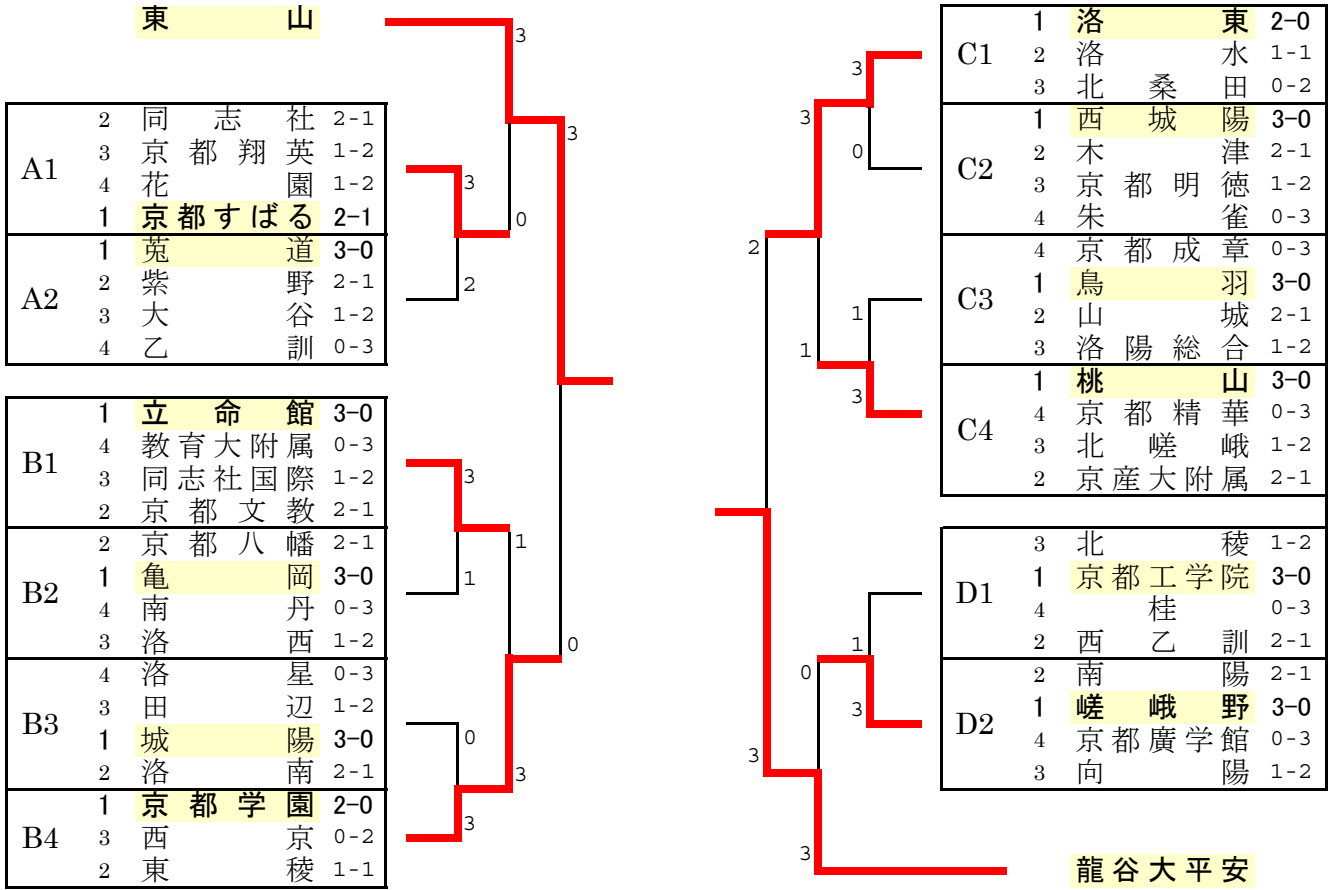 東山
A1
2 同志社 2-1
3 京都翔英 1-2
4 花園 1-2
1 京都すばる 2-1
A2
1 莵道 3-0
2 紫野 2-1
3 大谷 1-2
4 乙訓 0-3
B1
1 立命館 3-0
4 教育大附属 0-3
3 同志社国際 1-2
2 京都文教 2-1
B2
2 京都八幡 2-1
1 亀岡 3-0
4 南丹 0-3
3 洛西 1-2
B3
4 洛星 0-3
3 田辺 1-2
1 城陽 3-0
2 洛南 2-1
B4
1 京都学園 2-0
3 西京 0-2
2 東稜 1-1
3
3
3
0
2
3
1
1
0
0
3
3
3
3
0
2
1
1
3
1
0
3
3
3
C1
1 洛東 2-0
2 洛水 1-1
3 北桑田 0-2
C2
1 西城陽 3-0
2 木津 2-1
3 京都明徳 1-2
4 朱雀 0-3
C3
4 京都成章 0-3
1 鳥羽 3-0
2 山城 2-1
3 洛陽総合 1-2
C4
1 桃山 3-0
4 京都精華 0-3
3 北嵯峨 1-2
2 京産大附属 2-1
D1
3 北稜 1-2
1 京都工学院 3-0
4 桂 0-3
2 西乙訓 2-1
D2
2 南陽 2-1
1 嵯峨野 3-0
4 京都廣学館 0-3
3 向陽 1-2
龍谷大平安